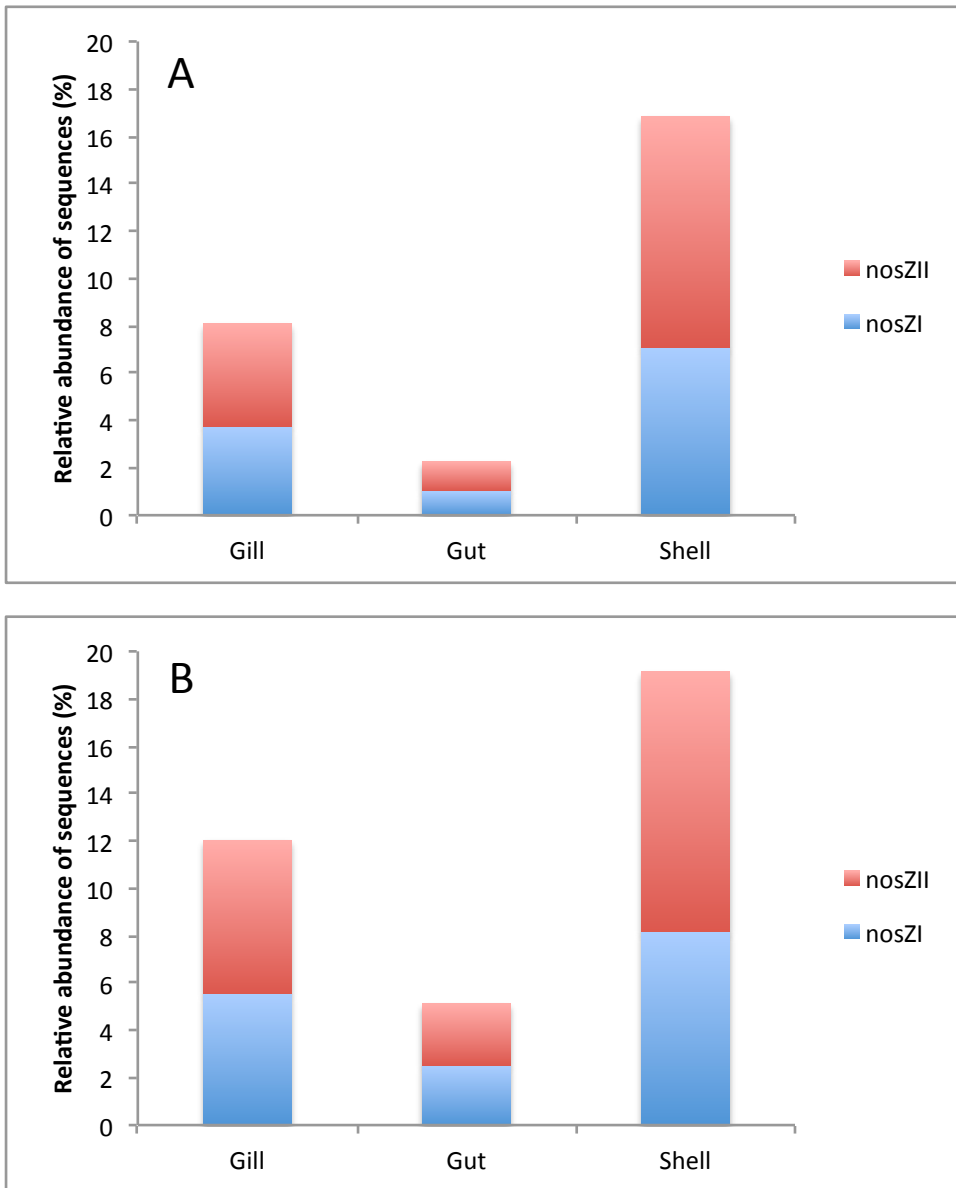 A
Relative abundance of sequences (%)
20
18
16
14
12
10
8
6
4
2
0
Gill Gut Shell
nosZII
nosZI
B
Relative abundance of sequences (%)
20
18
16
14
12
10
8
6
4
2
0
Gill Gut Shell
nosZII
nosZI